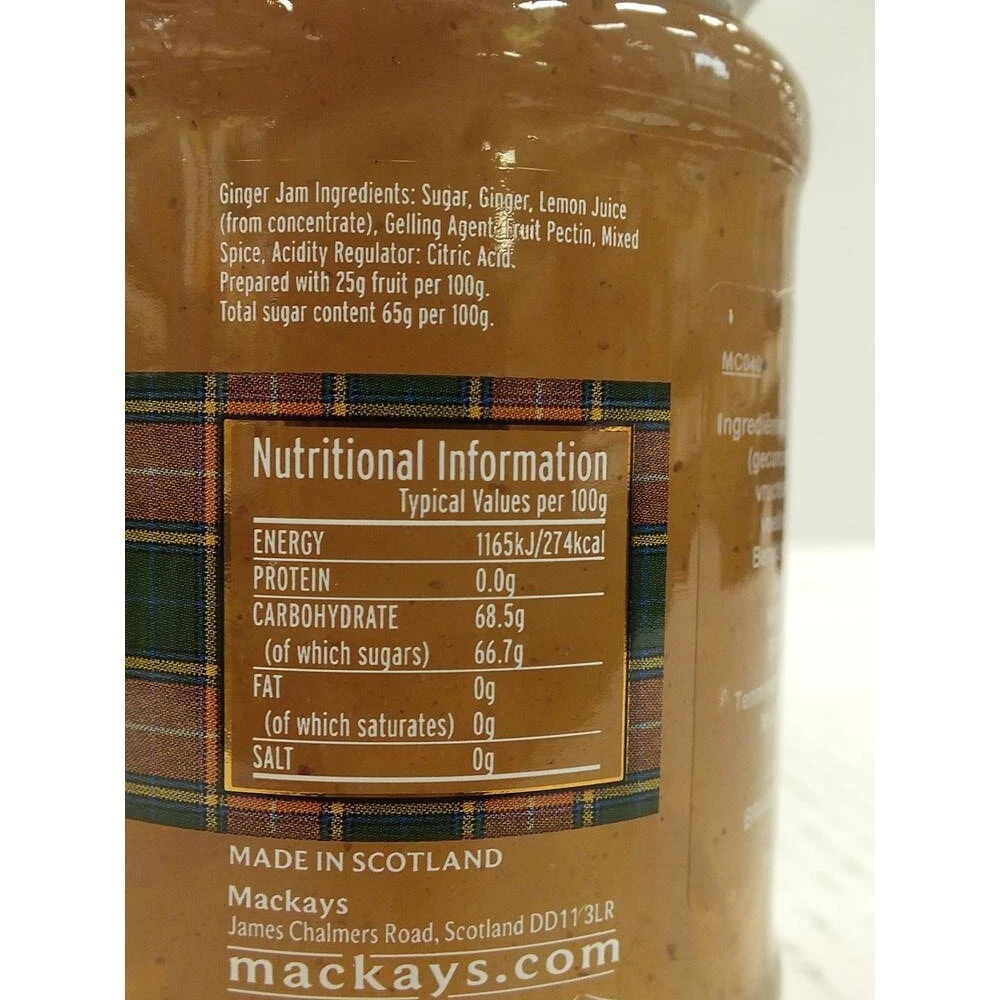 Ginger Jam Ingredients: Sugar, Ginger, Lemon Juice
(from concentrate), Gelling Agent: Fruit Pectin, Mixed
Spice, Acidity Regulator: Citric Acid.
Prepared with 25g fruit per 100g.
Total sugar content 65g per 100g.
Nutritional Information
Typical Values per 100g
ENERGY 1165kJ/274kcal
PROTEIN 0.0g
CARBOHYDRATE 68.5g
(of which sugars) 66.7g
FAT 0g
(of which saturates) 0g
SALT 0g
MADE IN SCOTLAND
Mackays
James Chalmers Road, Scotland DD11 3LR
mackays.com